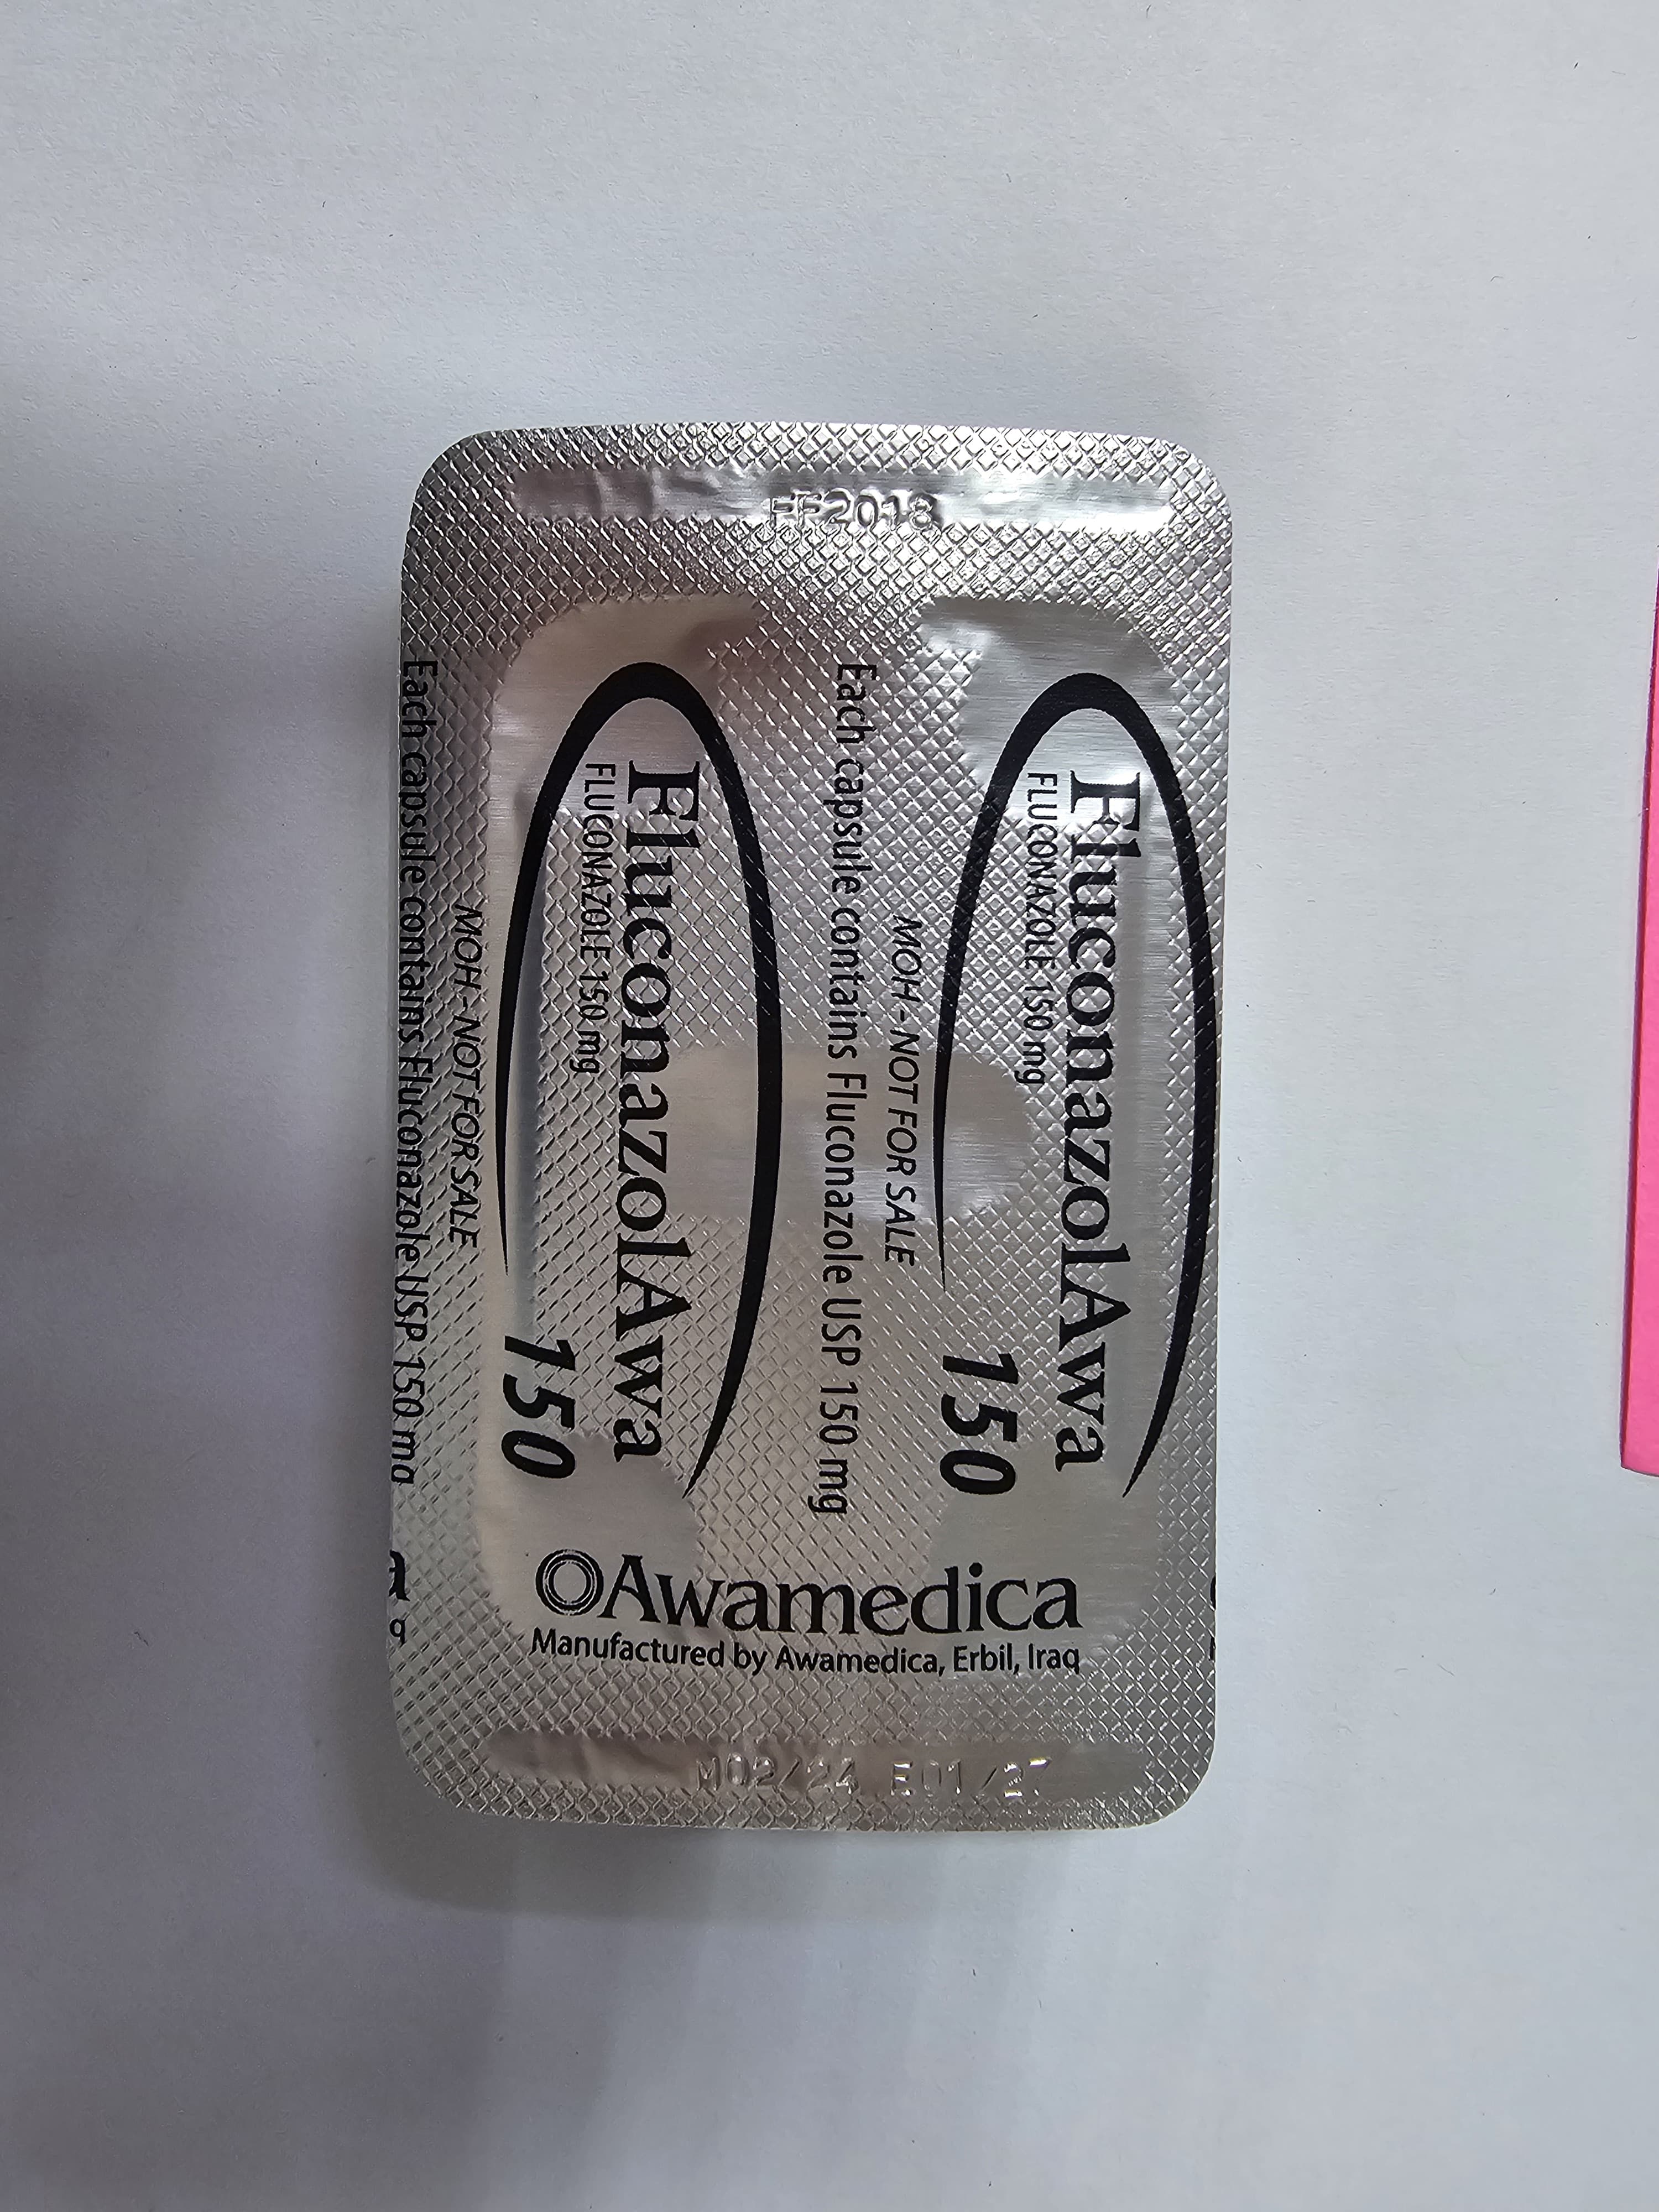 FF2018
FluconazolAwa
FLUCONAZOLE 150 mg
150
MOH - NOT FOR SALE
Each capsule contains Fluconazole USP 150 mg
FluconazolAwa
FLUCONAZOLE 150 mg
150
MOH - NOT FOR SALE
Each capsule contains Fluconazole USP 150 mg
Awamedica
Manufactured by Awamedica, Erbil, Iraq
a
q
M02/24 E01/27